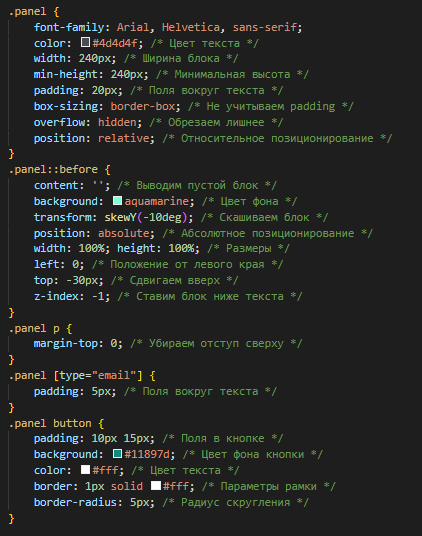 .panel {
font-family: Arial, Helvetica, sans-serif;
color: #4d4d4f; /* Цвет текста */
width: 240px; /* Ширина блока */
min-height: 240px; /* Минимальная высота */
padding: 20px; /* Поля вокруг текста */
box-sizing: border-box; /* Не учитываем padding */
overflow: hidden; /* Обрезаем лишнее */
position: relative; /* Относительное позиционирование */
}
.panel::before {
content: ''; /* Выводим пустой блок */
background: aquamarine; /* Цвет фона */
transform: skewY(-10deg); /* Скашиваем блок */
position: absolute; /* Абсолютное позиционирование */
width: 100%; height: 100%; /* Размеры */
left: 0; /* Положение от левого края */
top: -30px; /* Сдвигаем вверх */
z-index: -1; /* Ставим блок ниже текста */
}
.panel p {
margin-top: 0; /* Убираем отступ сверху */
}
.panel [type="email"] {
padding: 5px; /* Поля вокруг текста */
}
.panel button {
padding: 10px 15px; /* Поля в кнопке */
background: #11897d; /* Цвет фона кнопки */
color: #fff; /* Цвет текста */
border: 1px solid #fff; /* Параметры рамки */
border-radius: 5px; /* Радиус скругления */
}